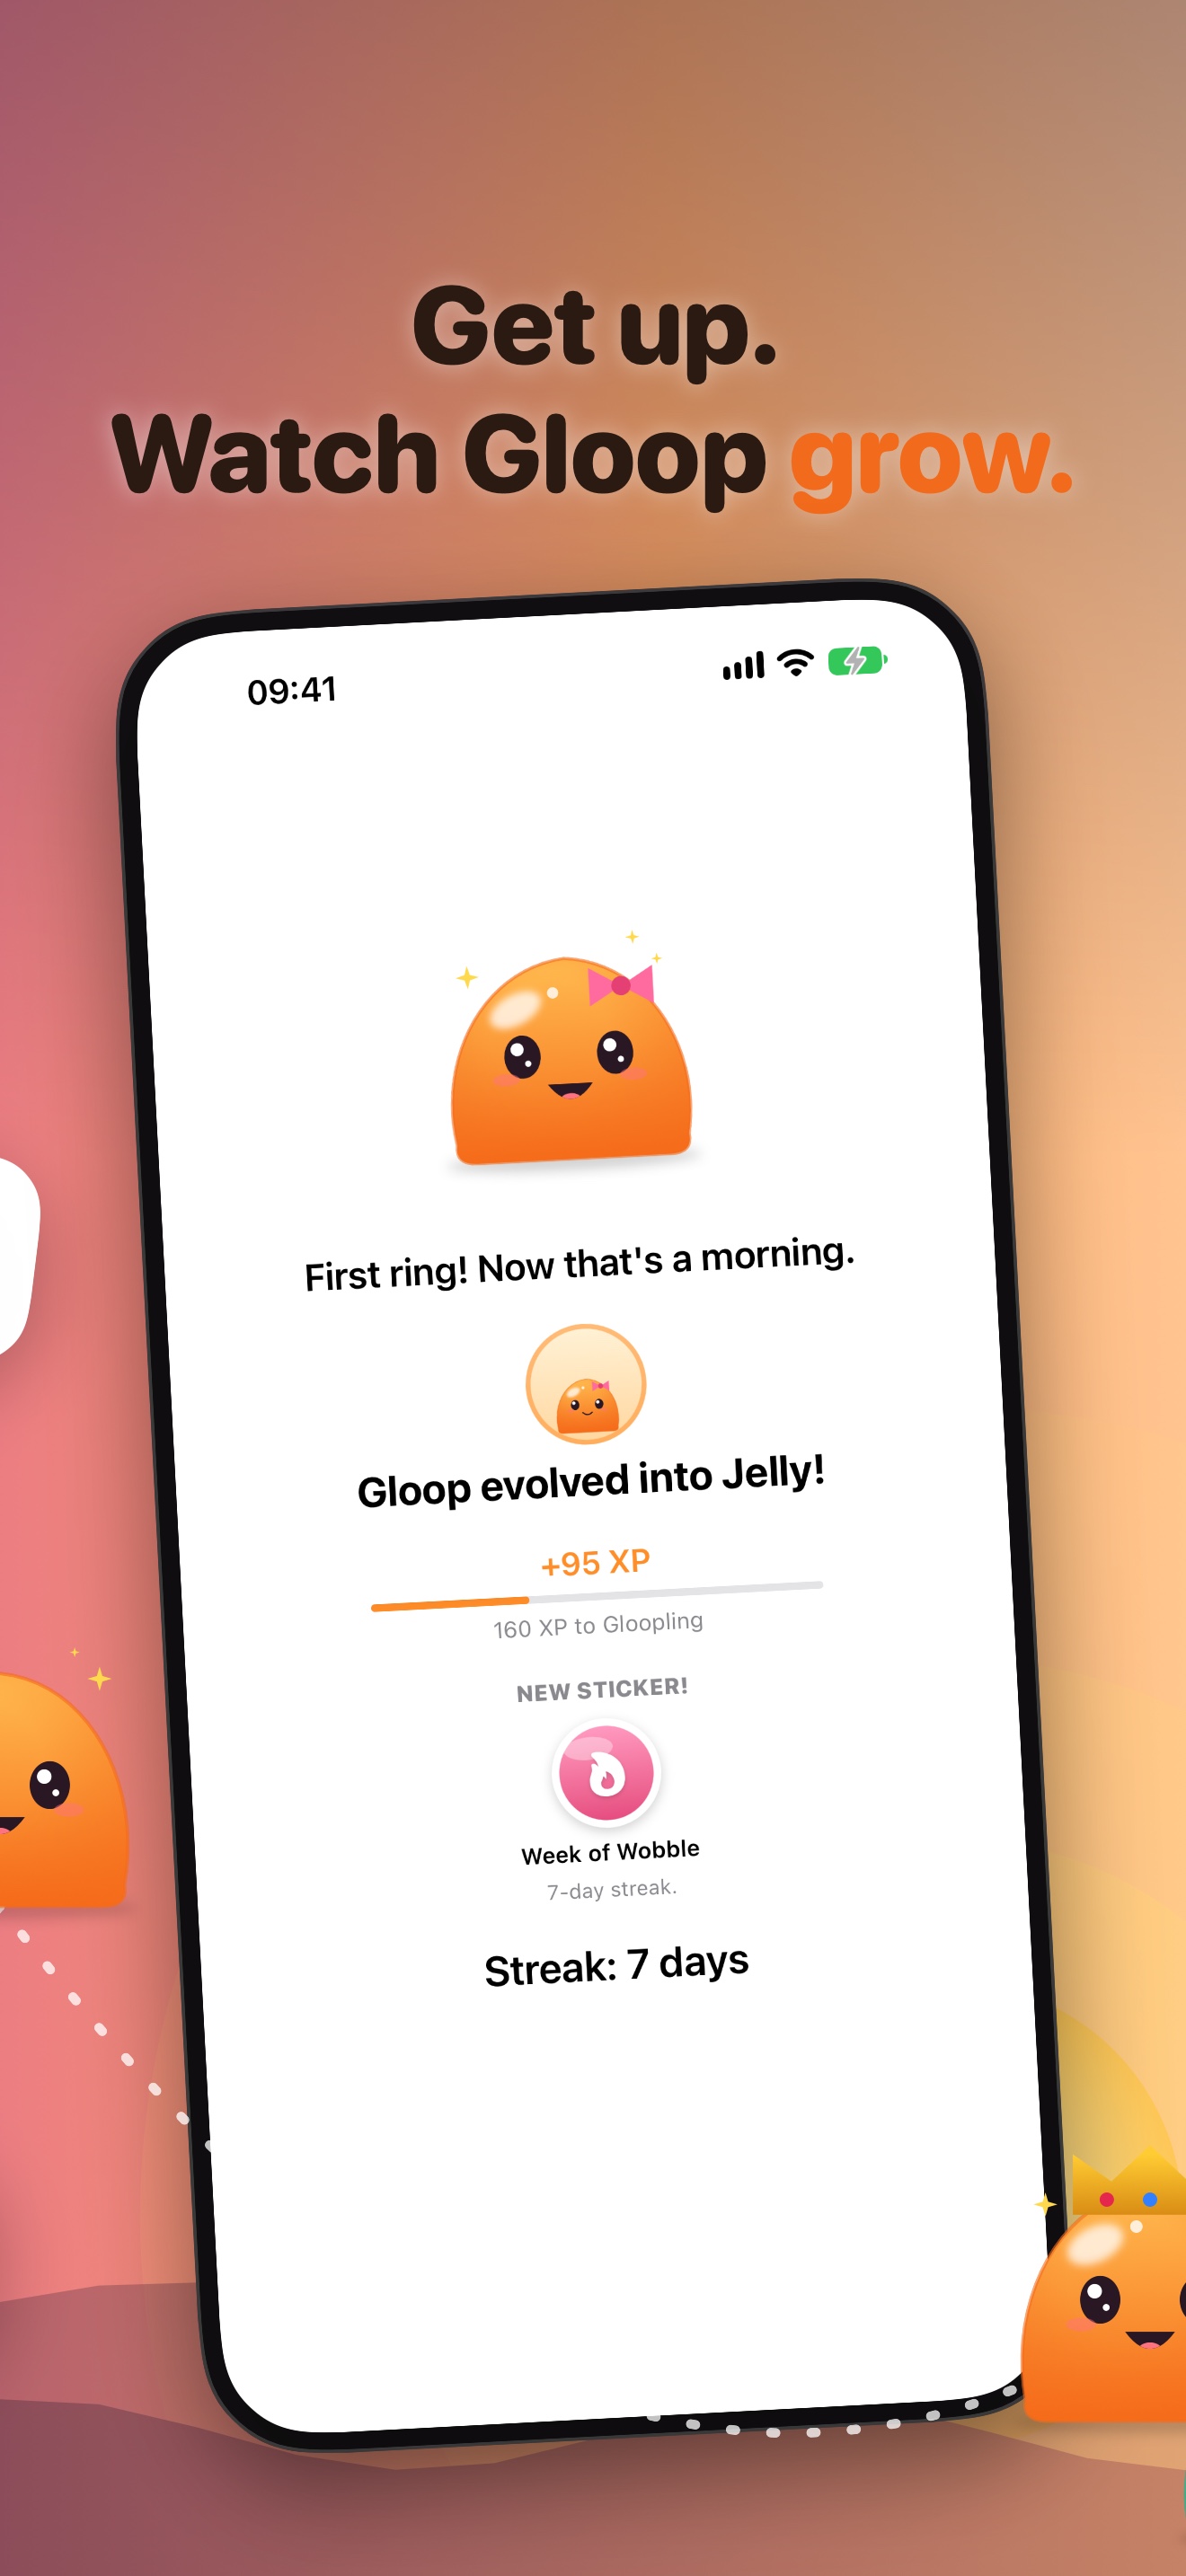 Get up.
Watch Gloop grow.
09:41
First ring! Now that's a morning.
Gloop evolved into Jelly!
+95 XP
160 XP to Gloopling
NEW STICKER!
Week of Wobble
7-day streak.
Streak: 7 days